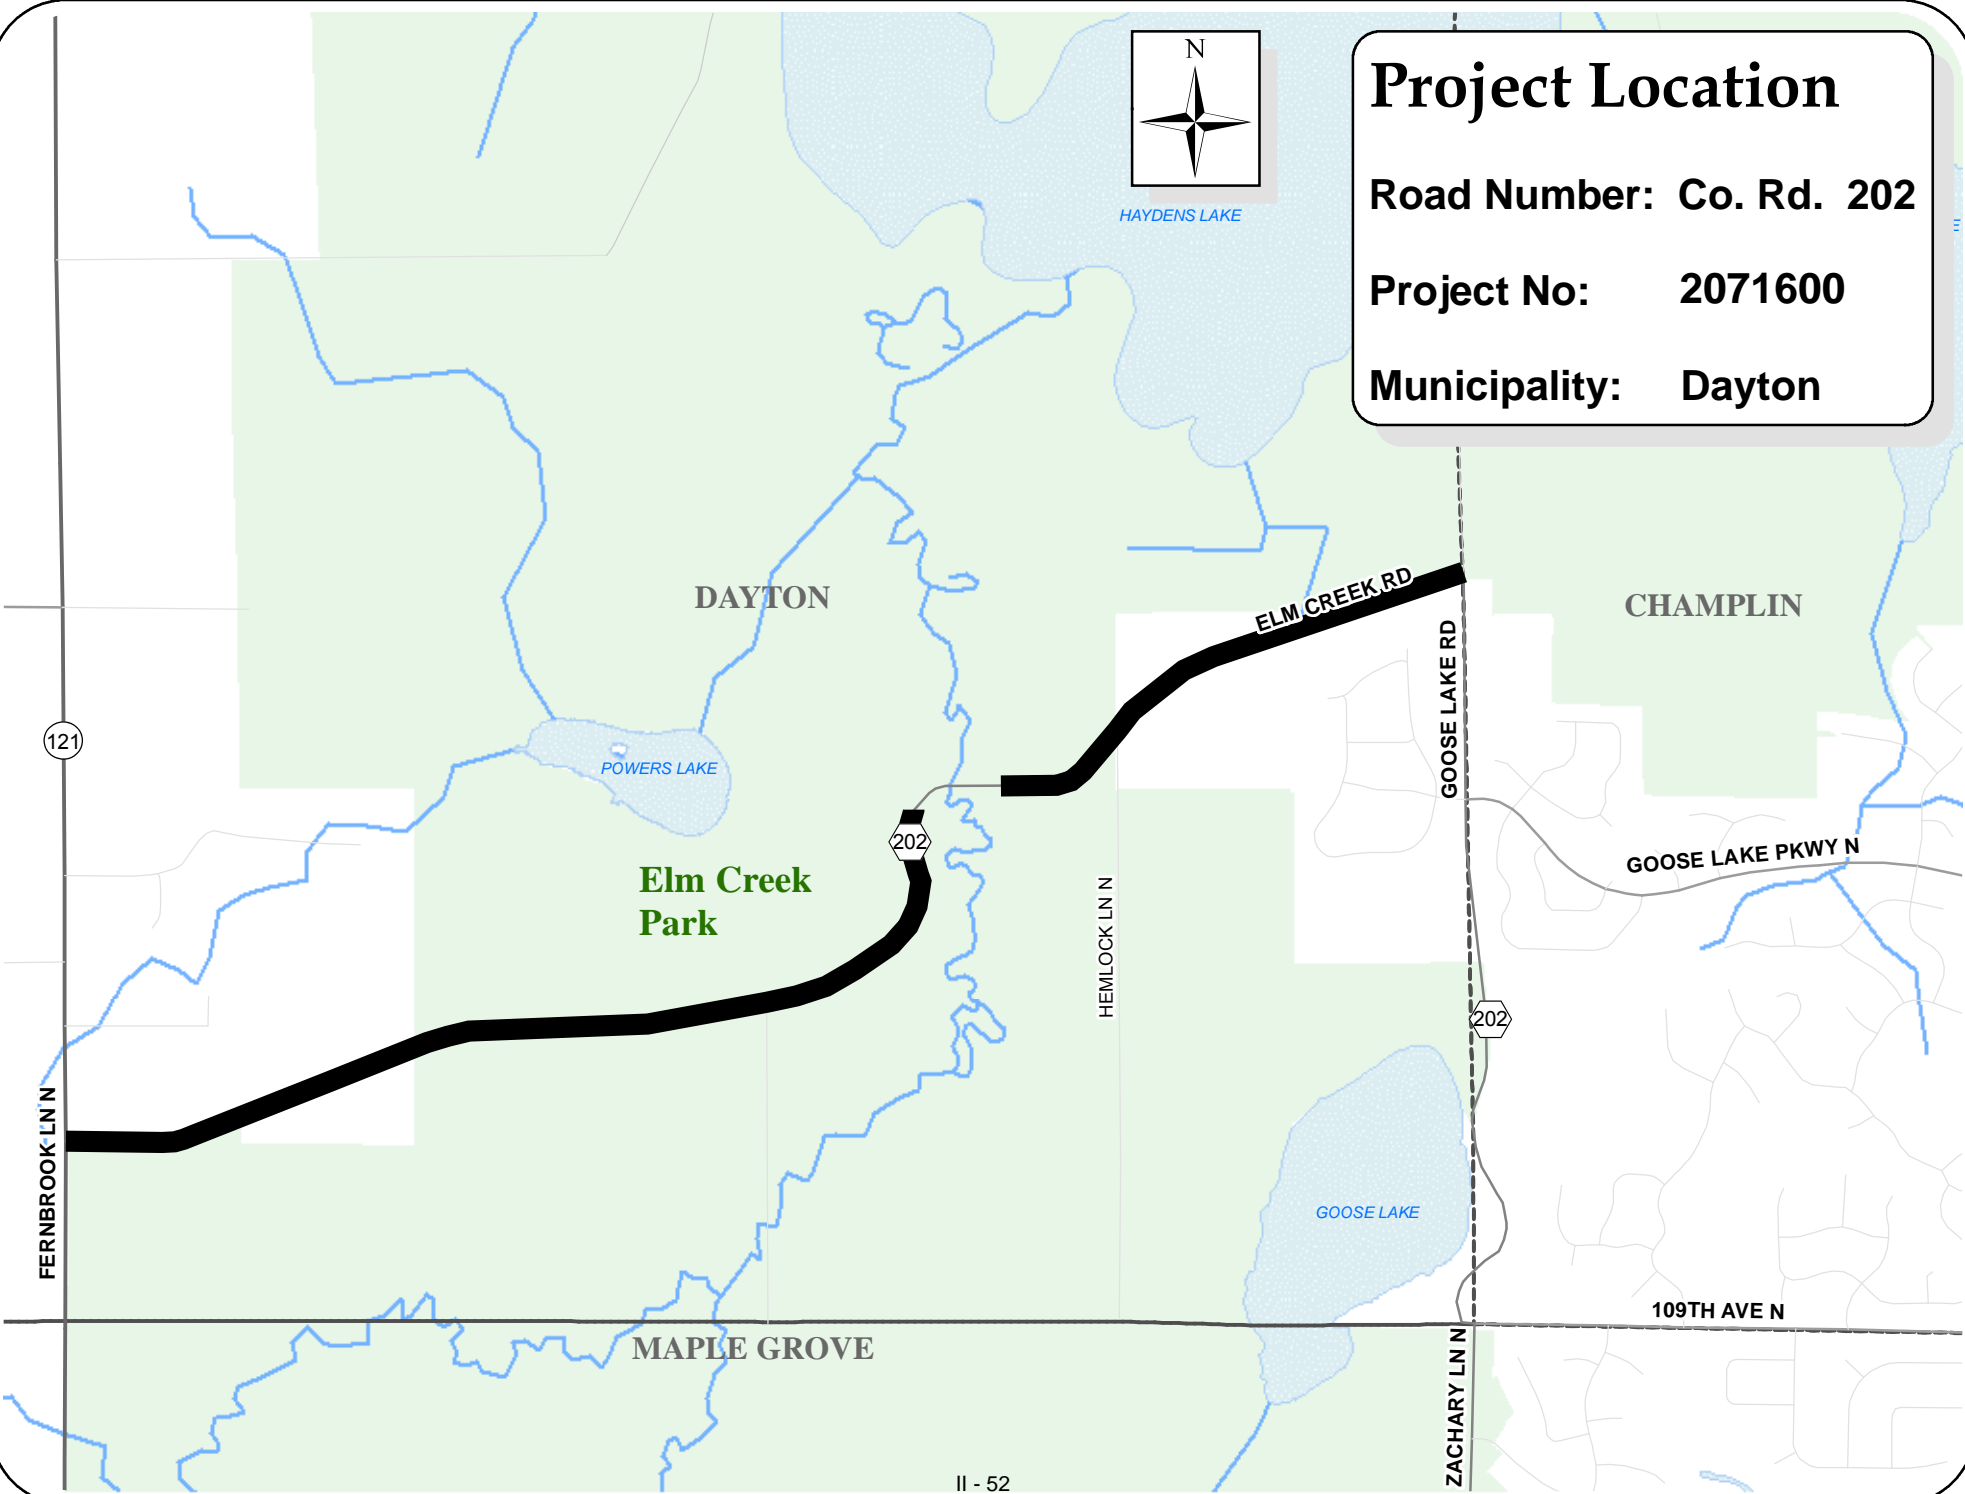 N
Project Location
Road Number: Co. Rd. 202
Project No: 2071600
Municipality: Dayton
HAYDENS LAKE
E
DAYTON
ELM CREEK RD
CHAMPLIN
GOOSE LAKE RD
121
POWERS LAKE
202
GOOSE LAKE PKWY N
Elm Creek
Park
HEMLOCK LN N
202
FERNBROOK LN N
GOOSE LAKE
109TH AVE N
MAPLE GROVE
ZACHARY LN N
II - 52